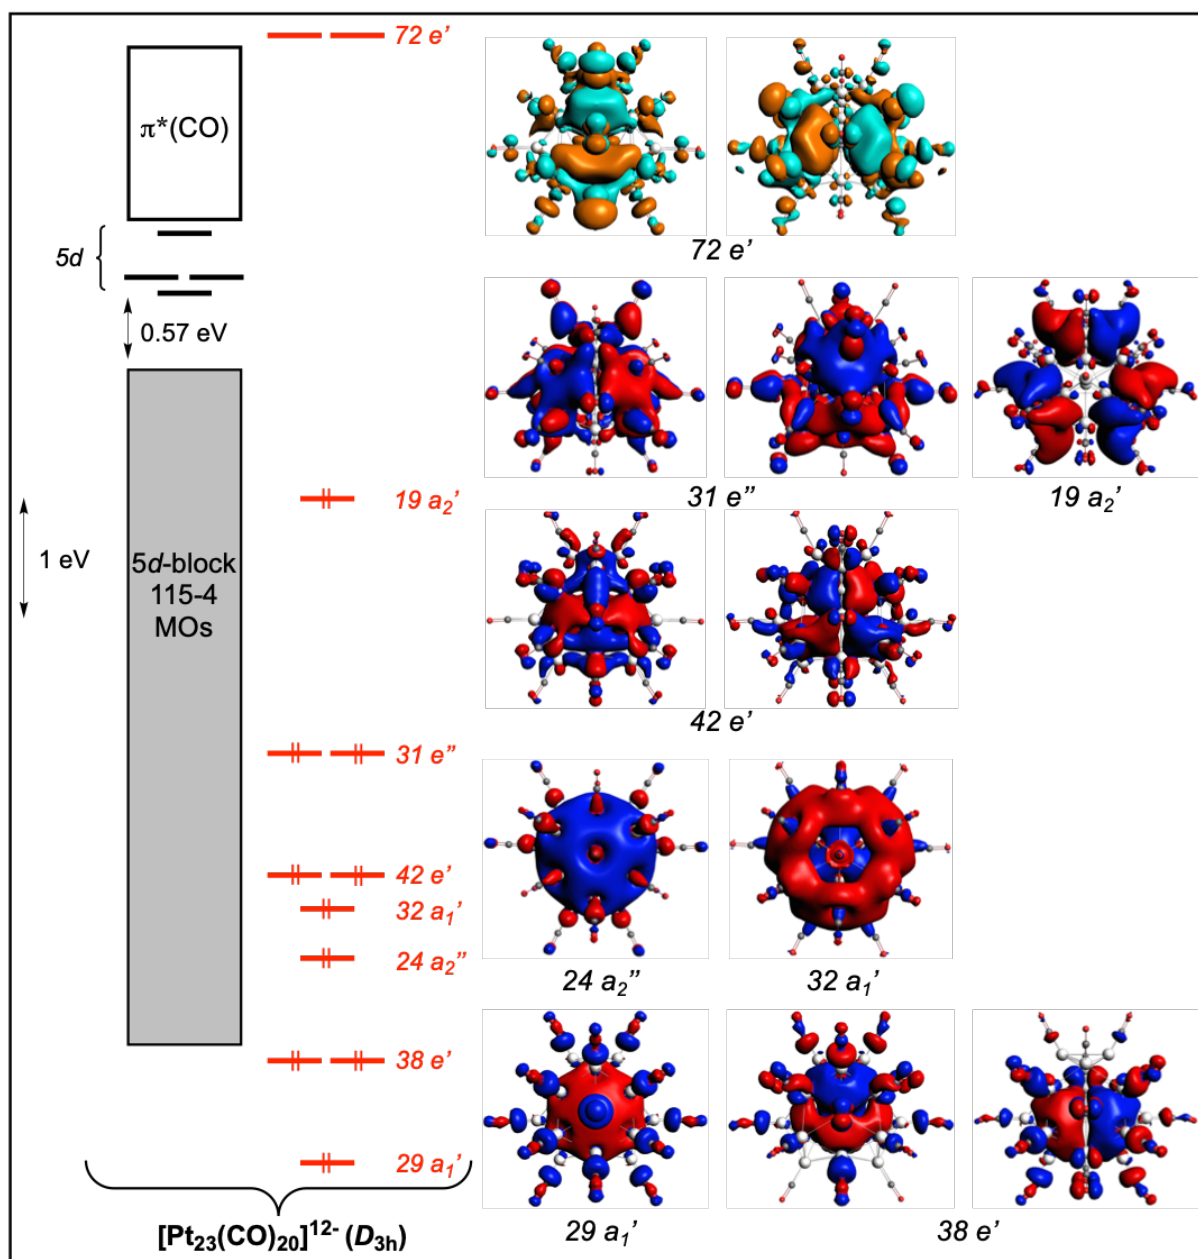 72 e’
π*(CO)
72 e’
5d
0.57 eV
19 a2’
31 e’’
19 a2’
1 eV
5d-block
115-4
MOs
42 e’
31 e’’
42 e’
32 a1’
24 a2’’
24 a2’’
32 a1’
38 e’
29 a1’
[Pt23(CO)20]12- (D3h)
29 a1’
38 e’